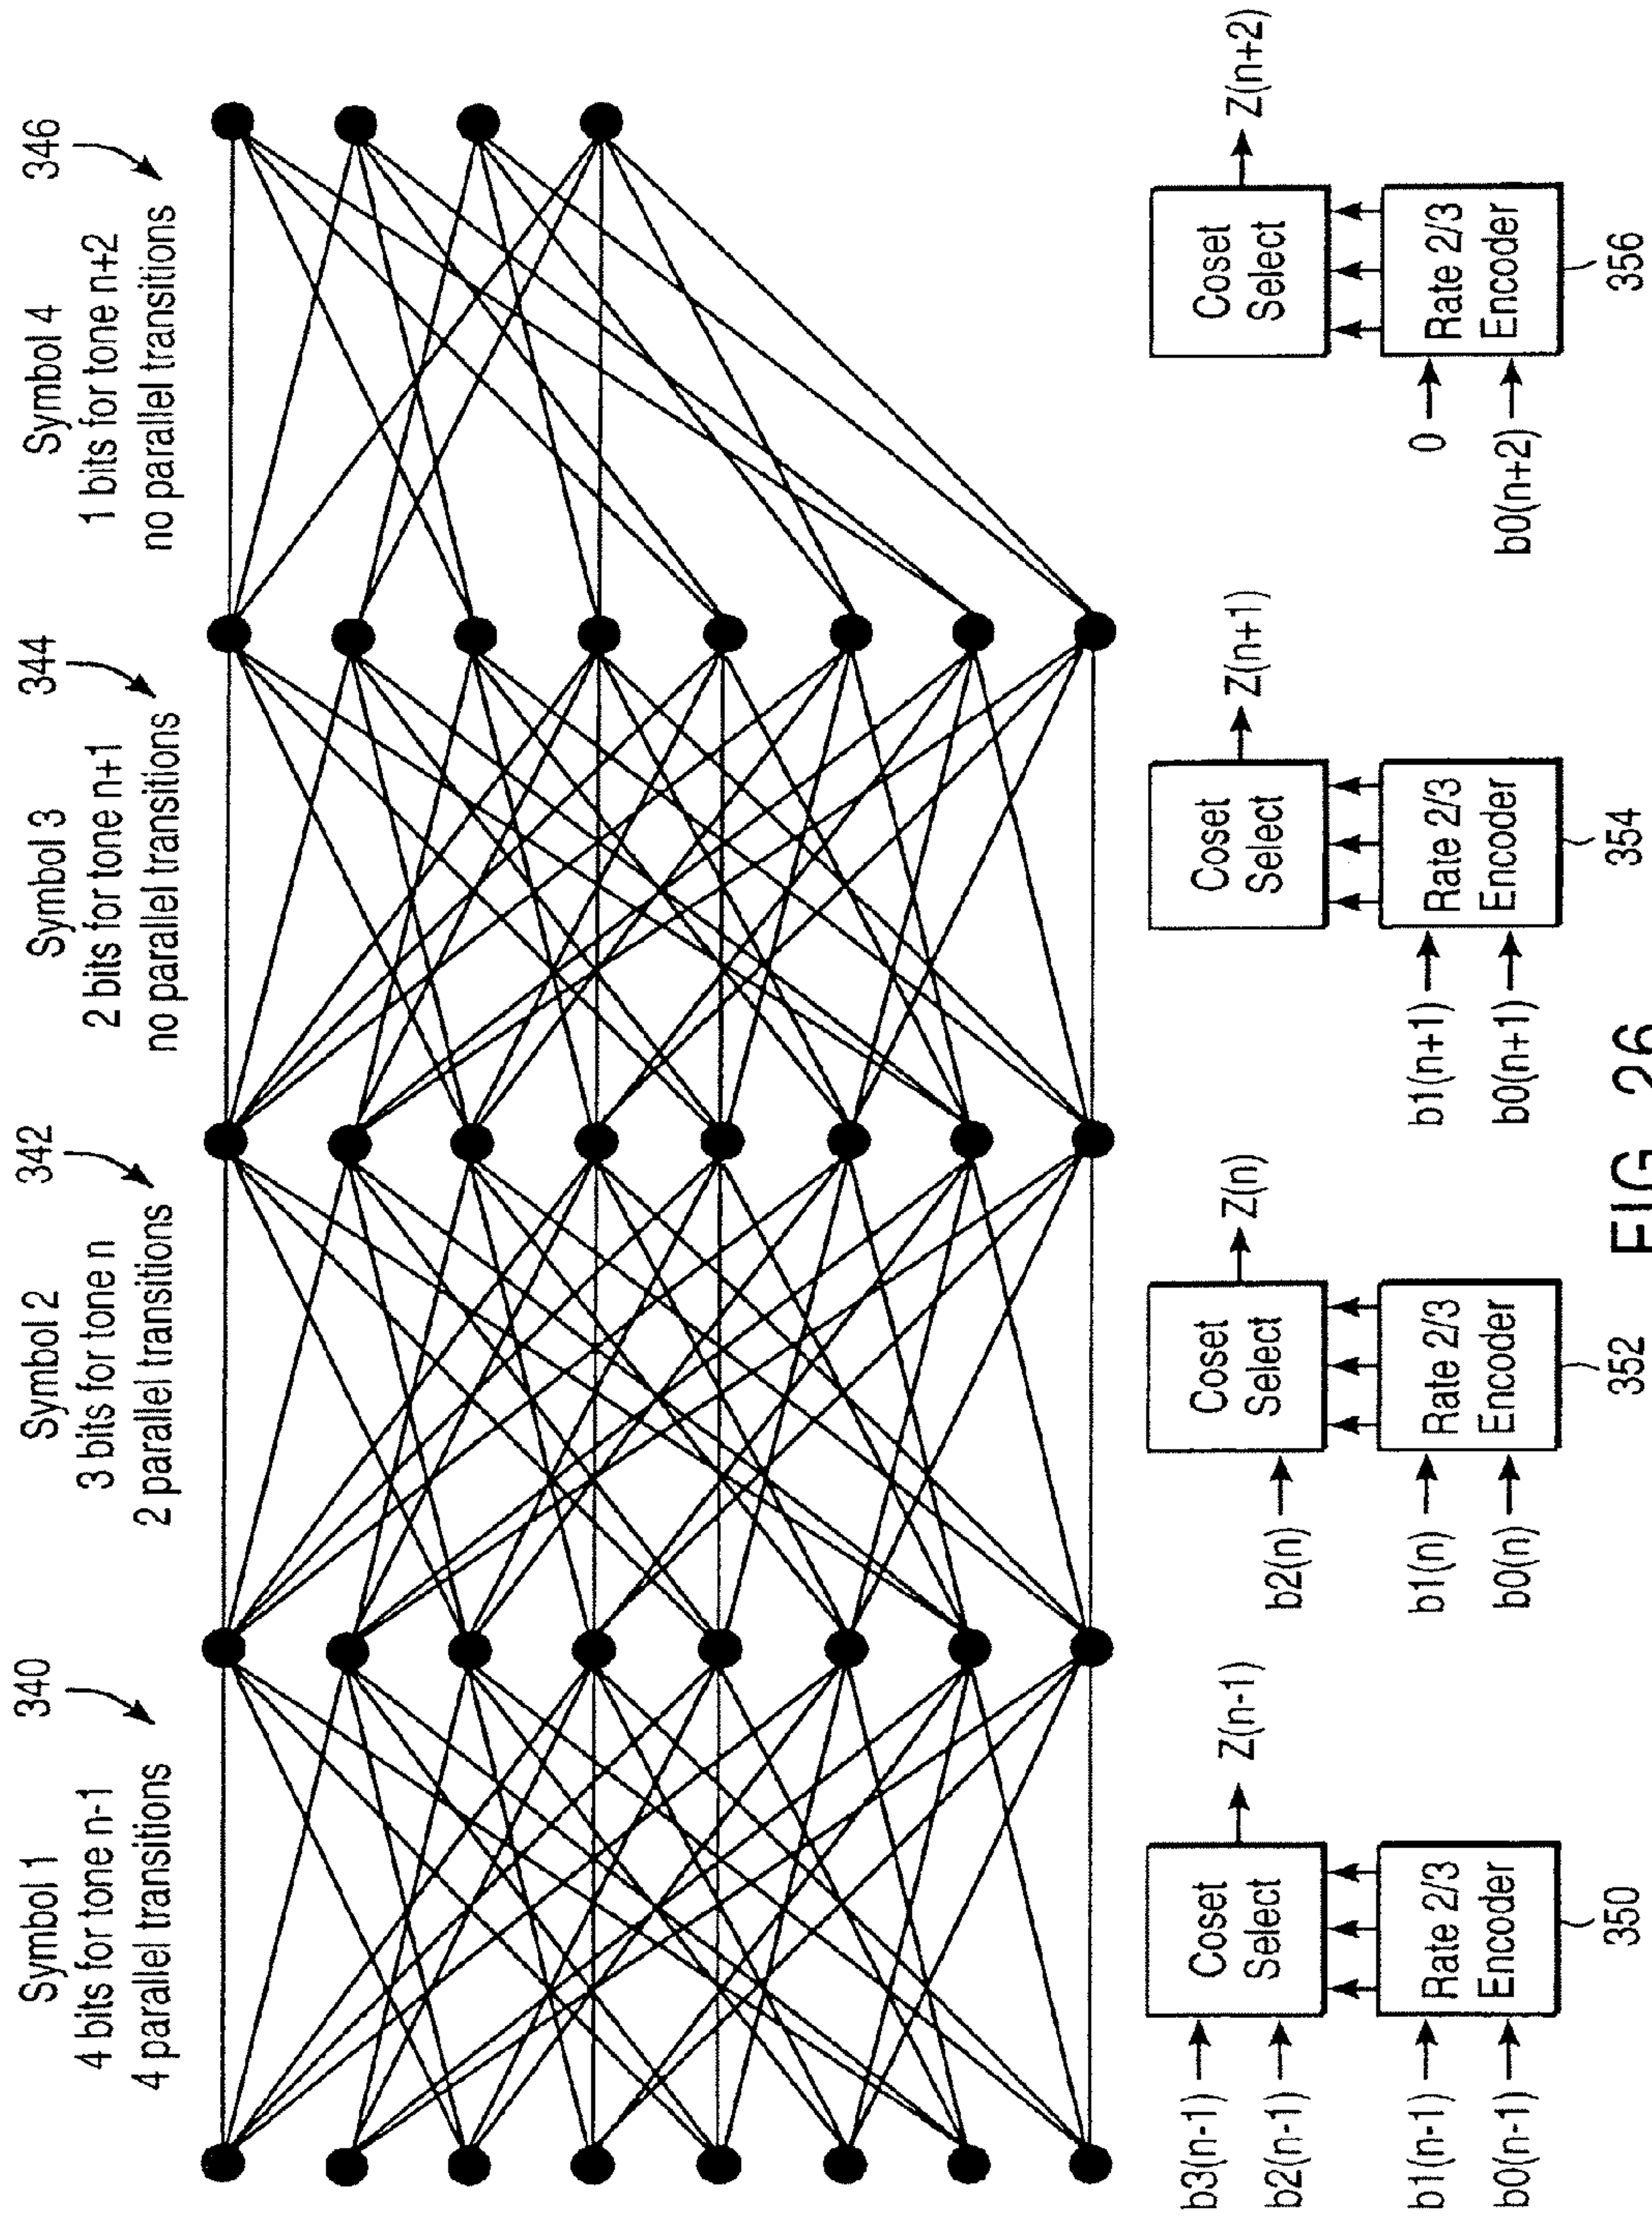 Symbol 1
4 bits for tone n-1
4 parallel transitions
340
Symbol 2
3 bits for tone n
2 parallel transitions
342
Symbol 3
2 bits for tone n+1
no parallel transitions
344
Symbol 4
1 bits for tone n+2
no parallel transitions
346
b3(n-1)
b2(n-1)
b1(n-1)
b0(n-1)
Coset
Select
Z(n-1)
Rate 2/3
Encoder
350
b2(n)
b1(n)
b0(n)
Coset
Select
Z(n)
Rate 2/3
Encoder
352
b1(n+1)
b0(n+1)
Coset
Select
Z(n+1)
Rate 2/3
Encoder
354
0
b0(n+2)
Coset
Select
Z(n+2)
Rate 2/3
Encoder
356
FIG 26